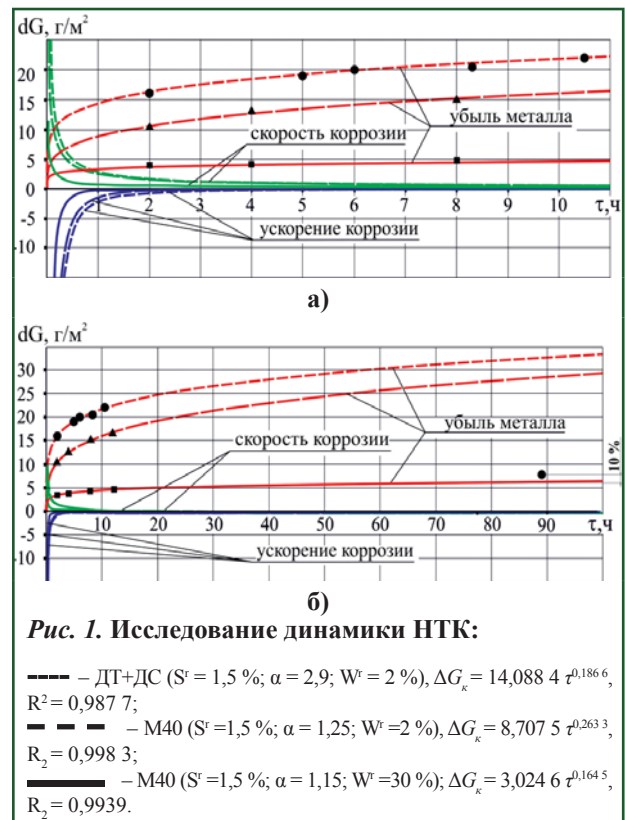 dG, г/м²
20
15
10
5
0
-5
-10
скорость коррозии
убыль металла
ускорение коррозии
1 2 3 4 5 6 7 8 9 10 τ,ч
а)
dG, г/м²
30
25
20
15
10
5
0
-5
-10
убыль металла
скорость коррозии
10 %
10 20 30 40 50 60 70 80 90 τ,ч
ускорение коррозии
б)
Рис. 1. Исследование динамики НТК:
– ДТ+ДС (Sʳ = 1,5 %; α = 2,9; Wʳ = 2 %), ΔGₖ = 14,088 4 τ^0,186 6,
R² = 0,987 7;
– М40 (Sʳ =1,5 %; α = 1,25; Wʳ =2 %), ΔGₖ = 8,707 5 τ^0,263 3,
R₂ = 0,998 3;
– М40 (Sʳ =1,5 %; α = 1,15; Wʳ =30 %); ΔGₖ = 3,024 6 τ^0,164 5,
R₂ = 0,9939.